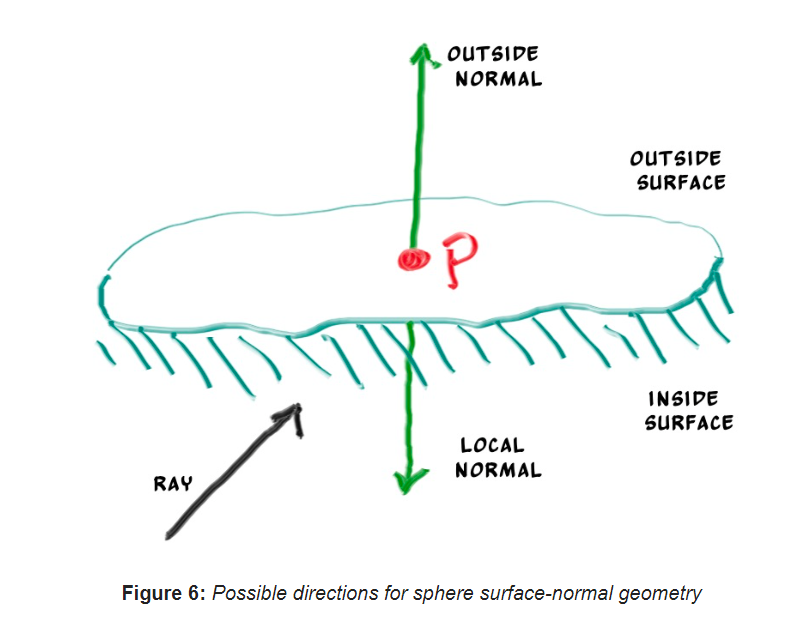 OUTSIDE
NORMAL
OUTSIDE
SURFACE
P
INSIDE
SURFACE
LOCAL
NORMAL
RAY
Figure 6: Possible directions for sphere surface-normal geometry